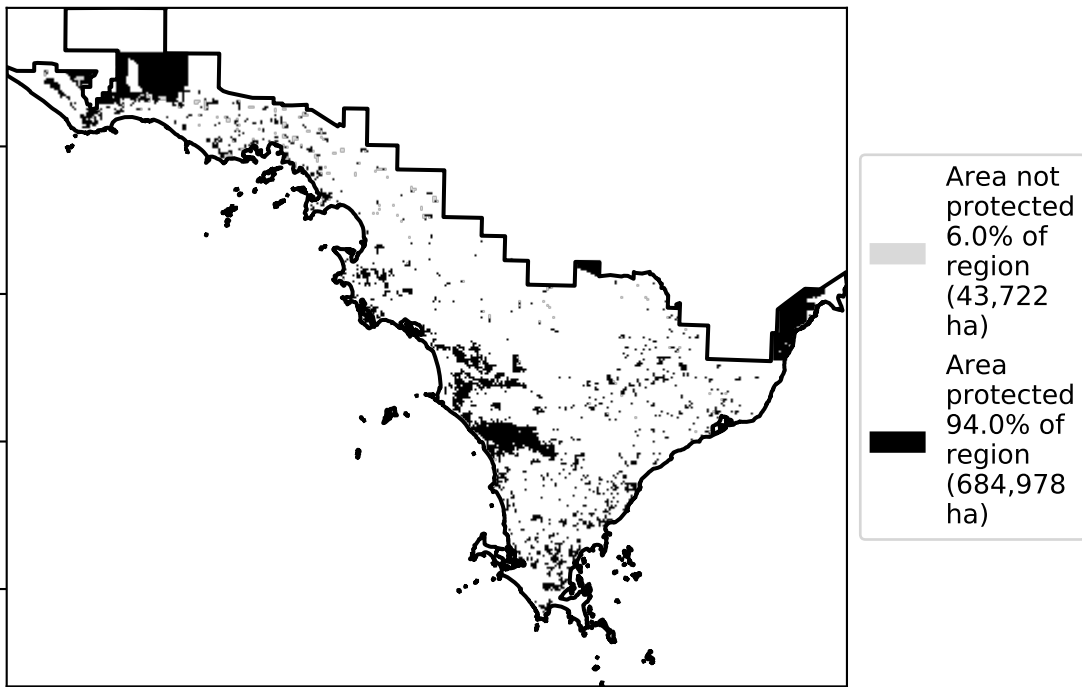 Area not
protected
6.0% of
region
(43,722
ha)
Area
protected
94.0% of
region
(684,978
ha)